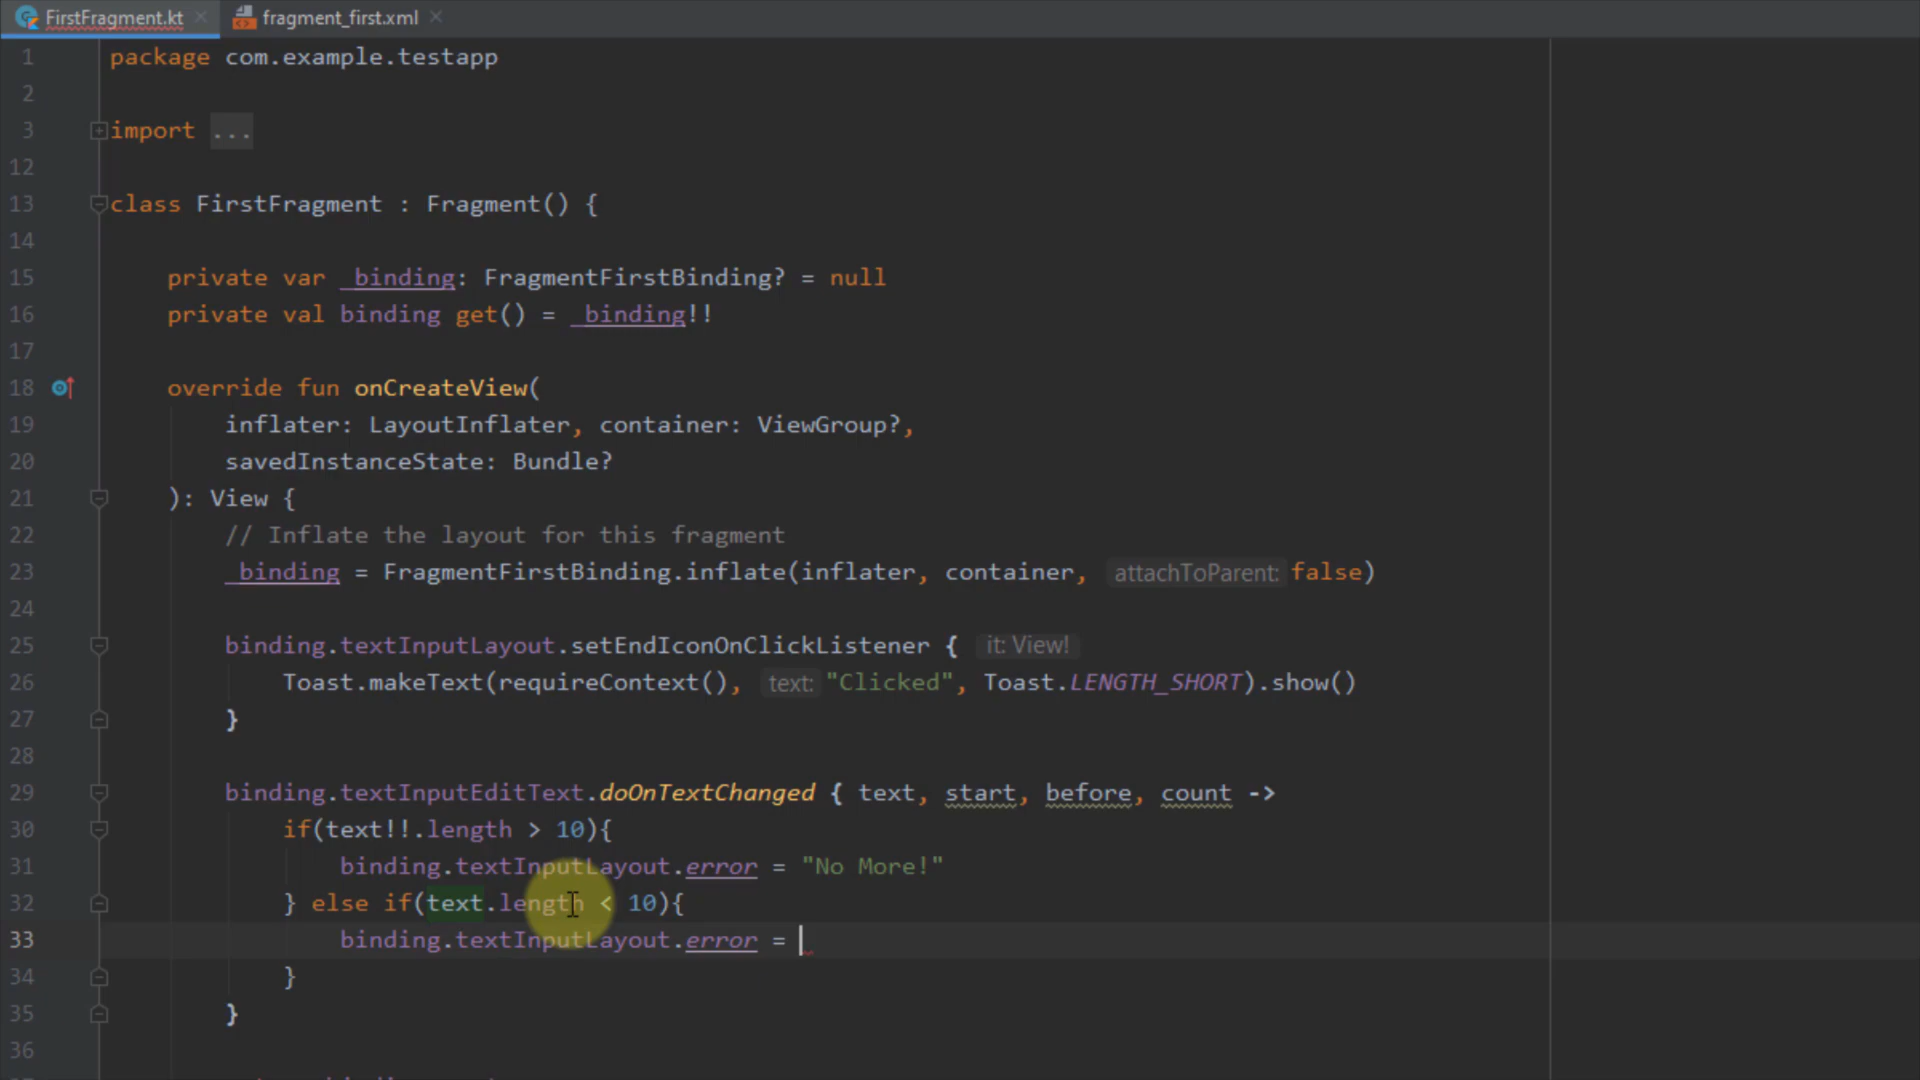 FirstFragment.kt fragment_first.xml
1 package com.example.testapp
2
3 import ...
12
13 class FirstFragment : Fragment() {
14
15 private var _binding: FragmentFirstBinding? = null
16 private val binding get() = _binding!!
17
18 override fun onCreateView(
19 inflater: LayoutInflater, container: ViewGroup?,
20 savedInstanceState: Bundle?
21 ): View {
22 // Inflate the layout for this fragment
23 _binding = FragmentFirstBinding.inflate(inflater, container, attachToParent: false)
24
25 binding.textInputLayout.setEndIconOnClickListener { it: View!
26 Toast.makeText(requireContext(), text: "Clicked", Toast.LENGTH_SHORT).show()
27 }
28
29 binding.textInputEditText.doOnTextChanged { text, start, before, count ->
30 if(text!!.length > 10){
31 binding.textInputLayout.error = "No More!"
32 } else if(text.length < 10){
33 binding.textInputLayout.error =
34 }
35 }
36